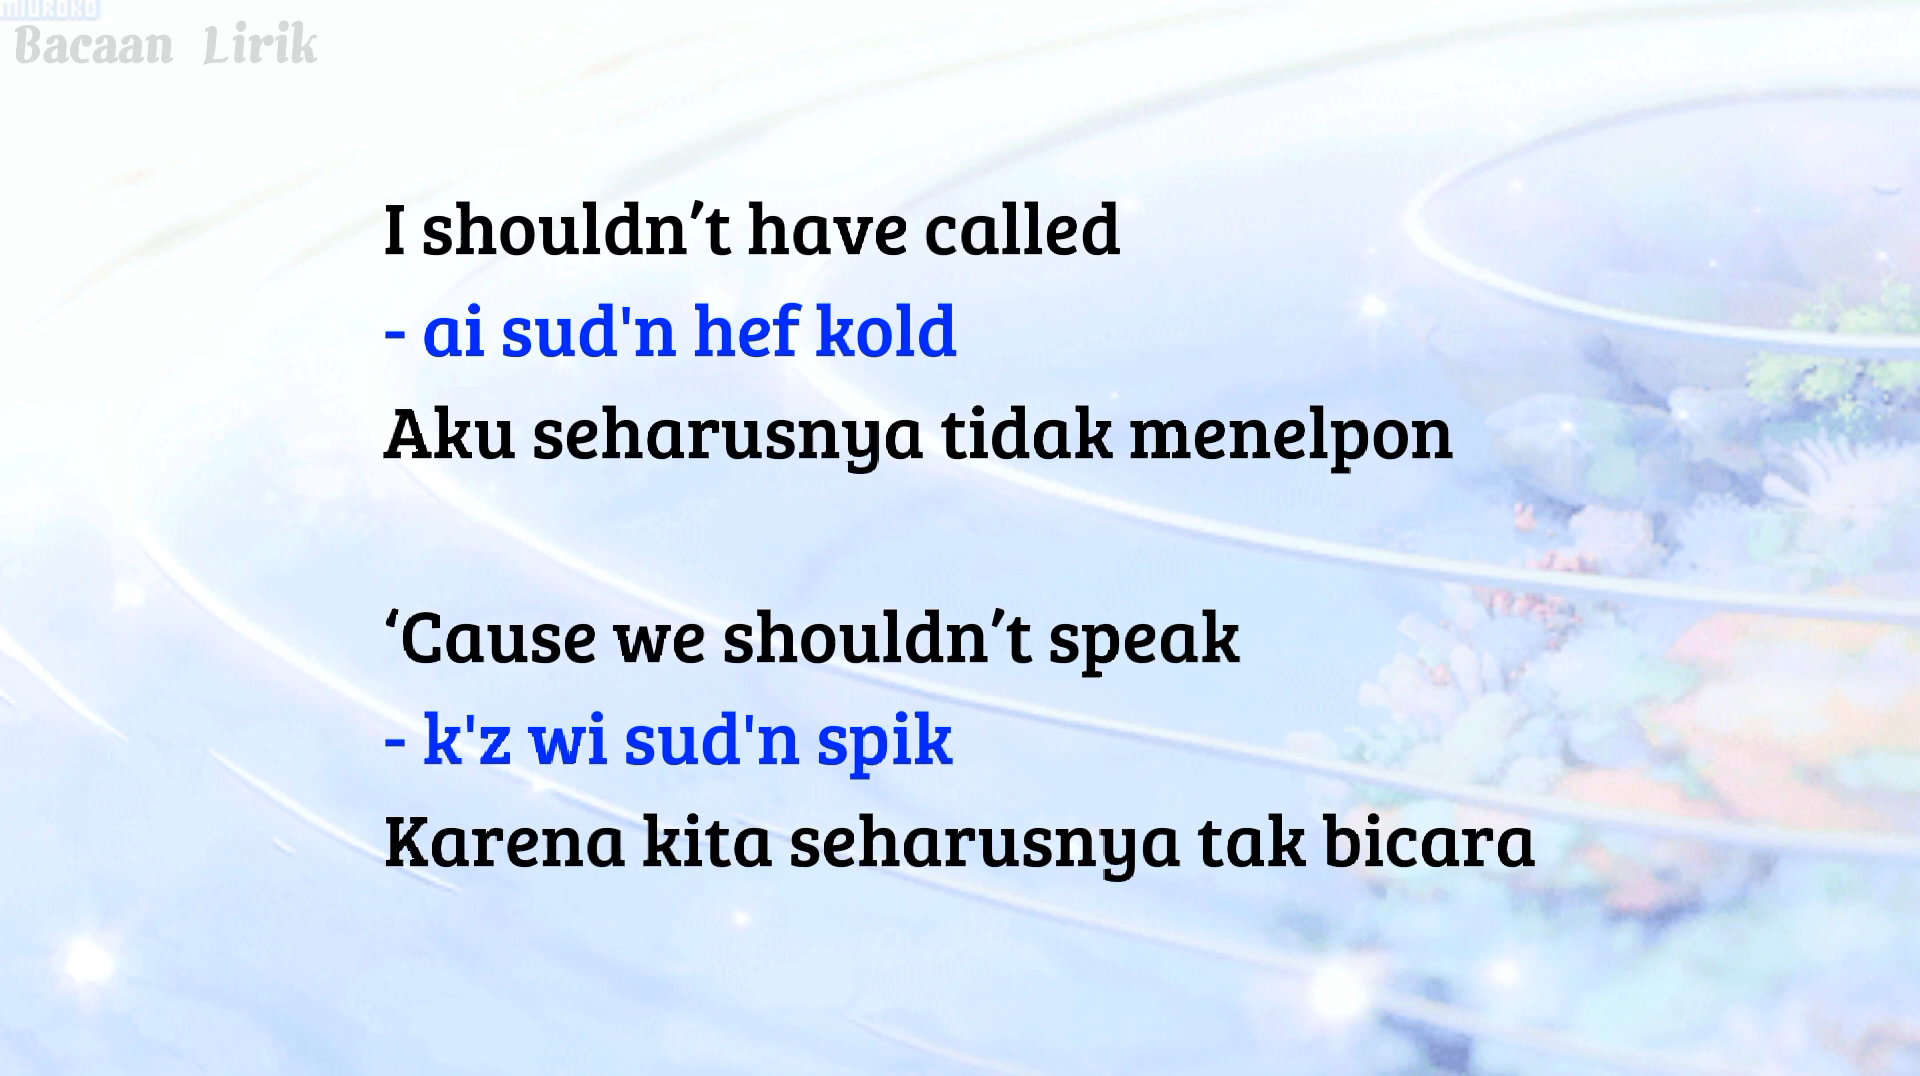 Bacaan Lirik
I shouldn’t have called
- ai sud'n hef kold
Aku seharusnya tidak menelpon
‘Cause we shouldn’t speak
- k'z wi sud'n spik
Karena kita seharusnya tak bicara